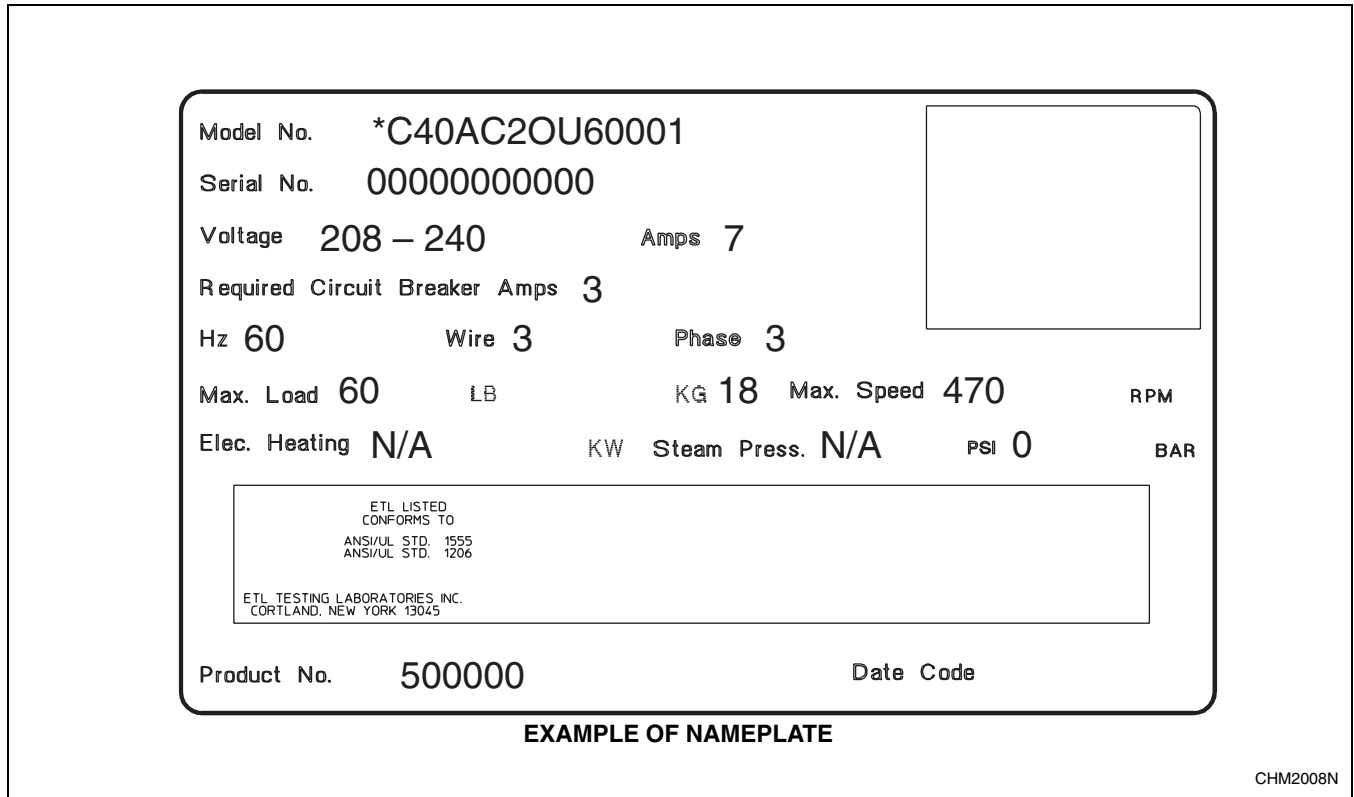 Model No. *C40AC2OU60001
Serial No. 00000000000
Voltage 208 – 240 Amps 7
Required Circuit Breaker Amps 3
Hz 60 Wire 3 Phase 3
Max. Load 60 LB KG 18 Max. Speed 470 RPM
Elec. Heating N/A KW Steam Press. N/A PSI 0 BAR
ETL LISTED
CONFORMS TO
ANSI/UL STD. 1555
ANSI/UL STD. 1206
ETL TESTING LABORATORIES INC.
CORTLAND, NEW YORK 13045
Product No. 500000 Date Code
EXAMPLE OF NAMEPLATE
CHM2008N